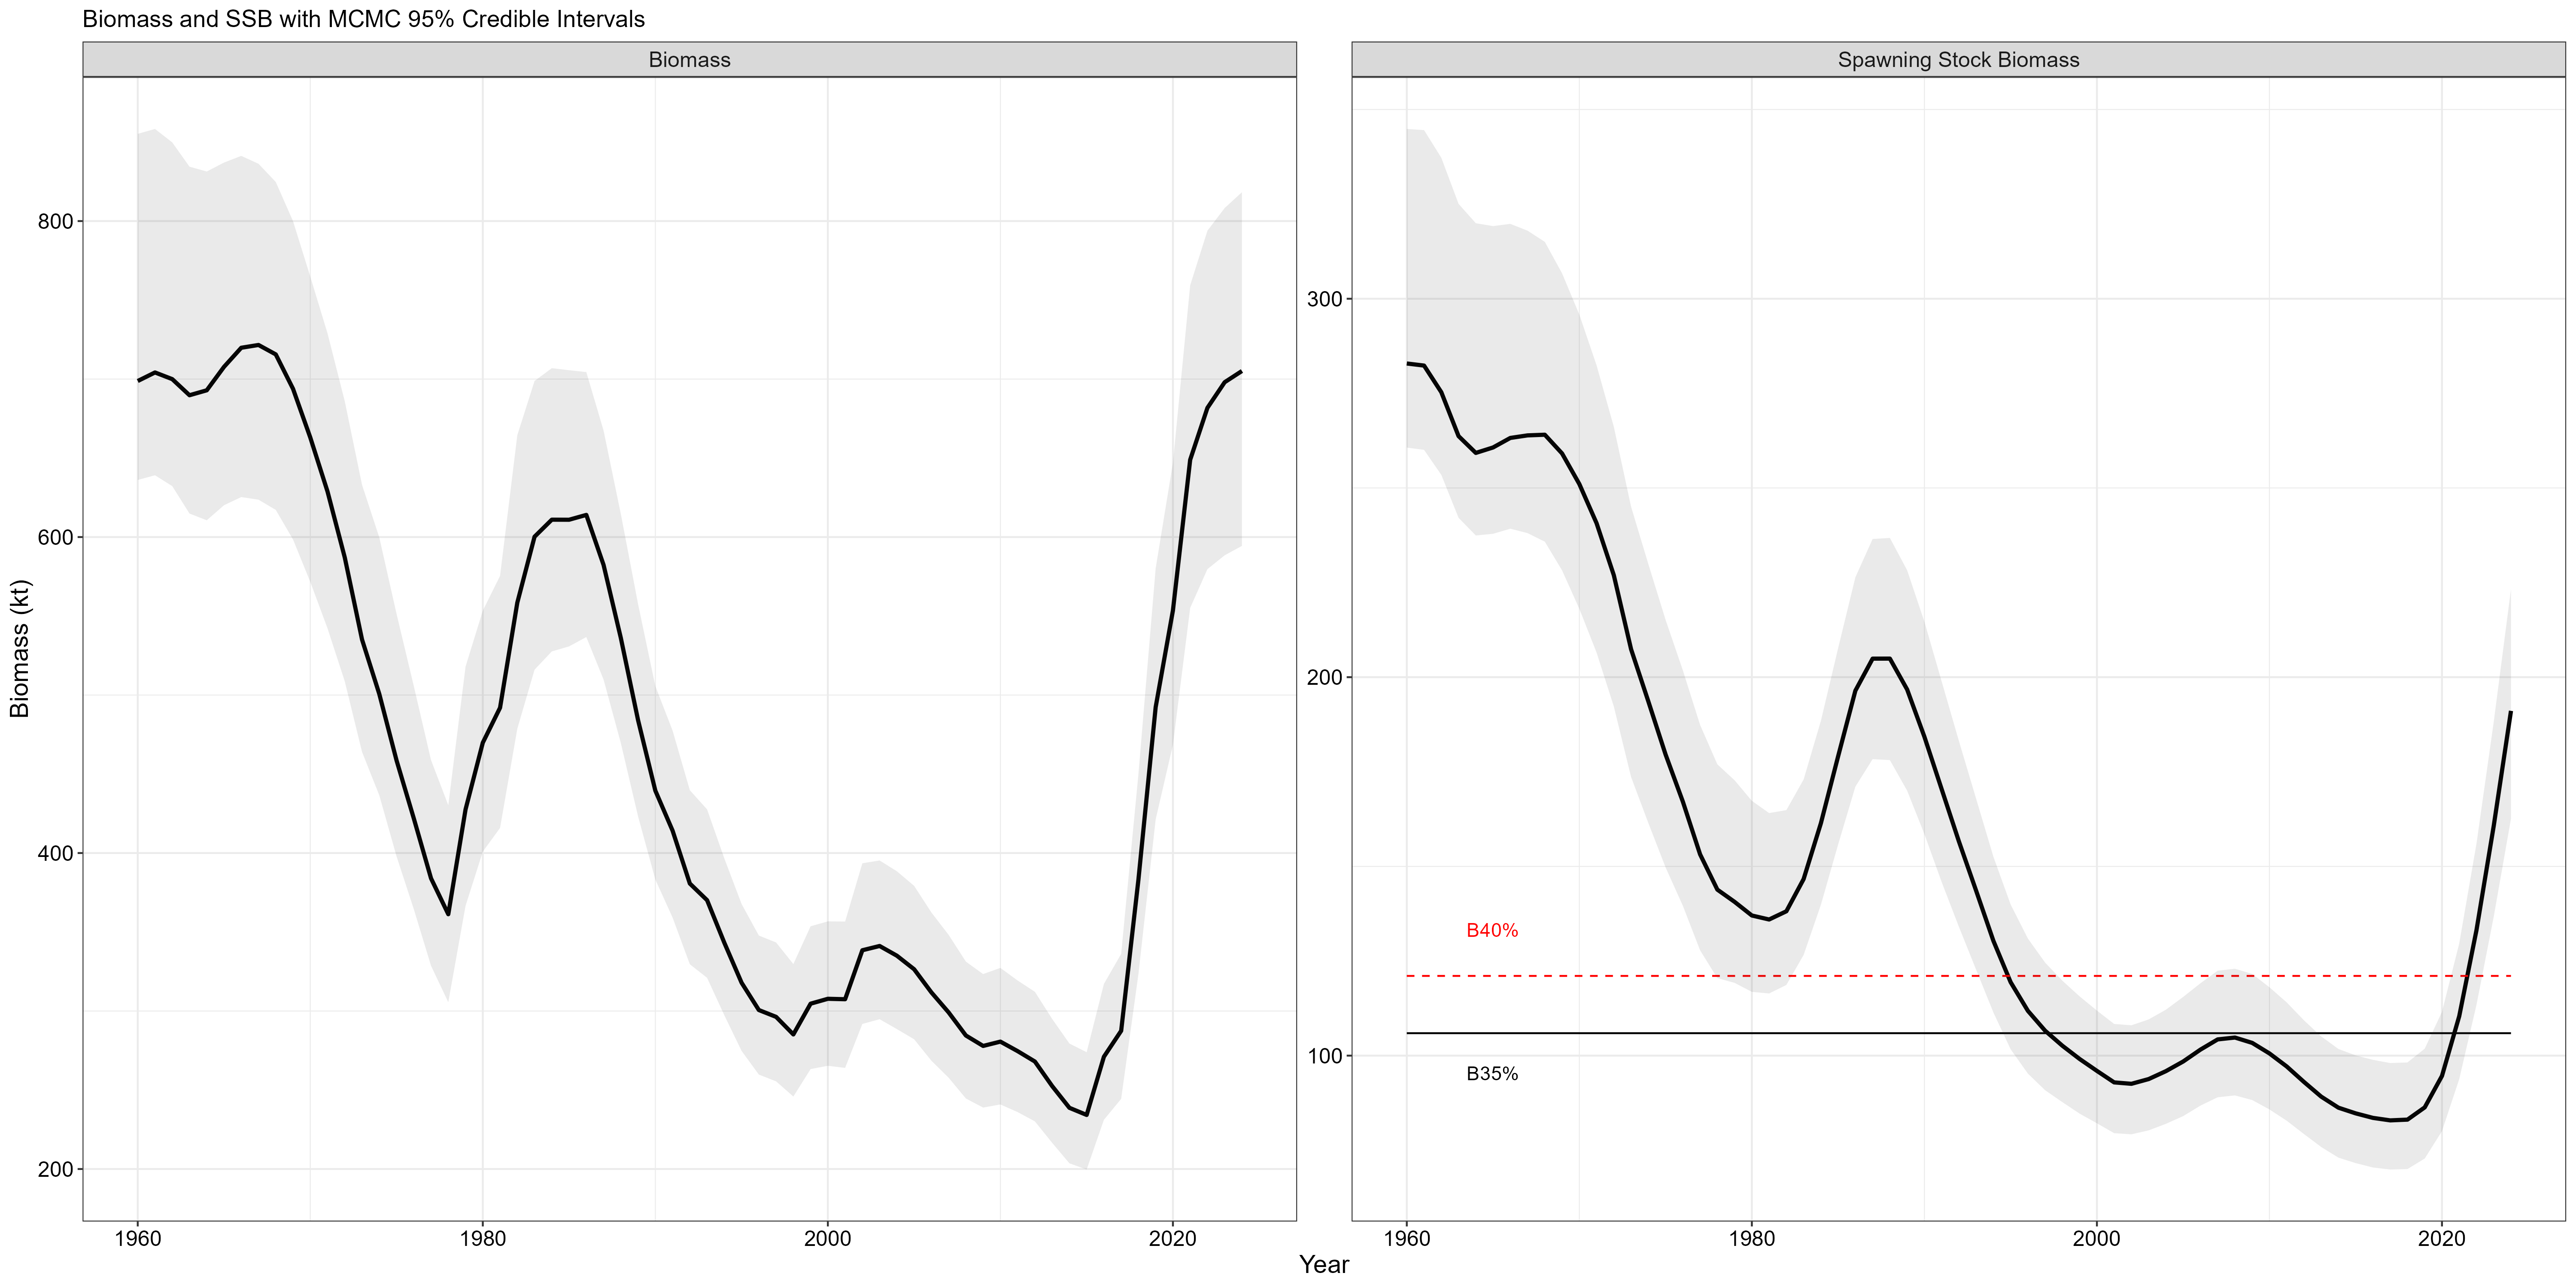 Biomass and SSB with MCMC 95% Credible Intervals
Biomass
Spawning Stock Biomass
Biomass (kt)
800
600
400
200
300
200
100
B40%
B35%
1960
1980
2000
2020
1960
1980
2000
2020
Year